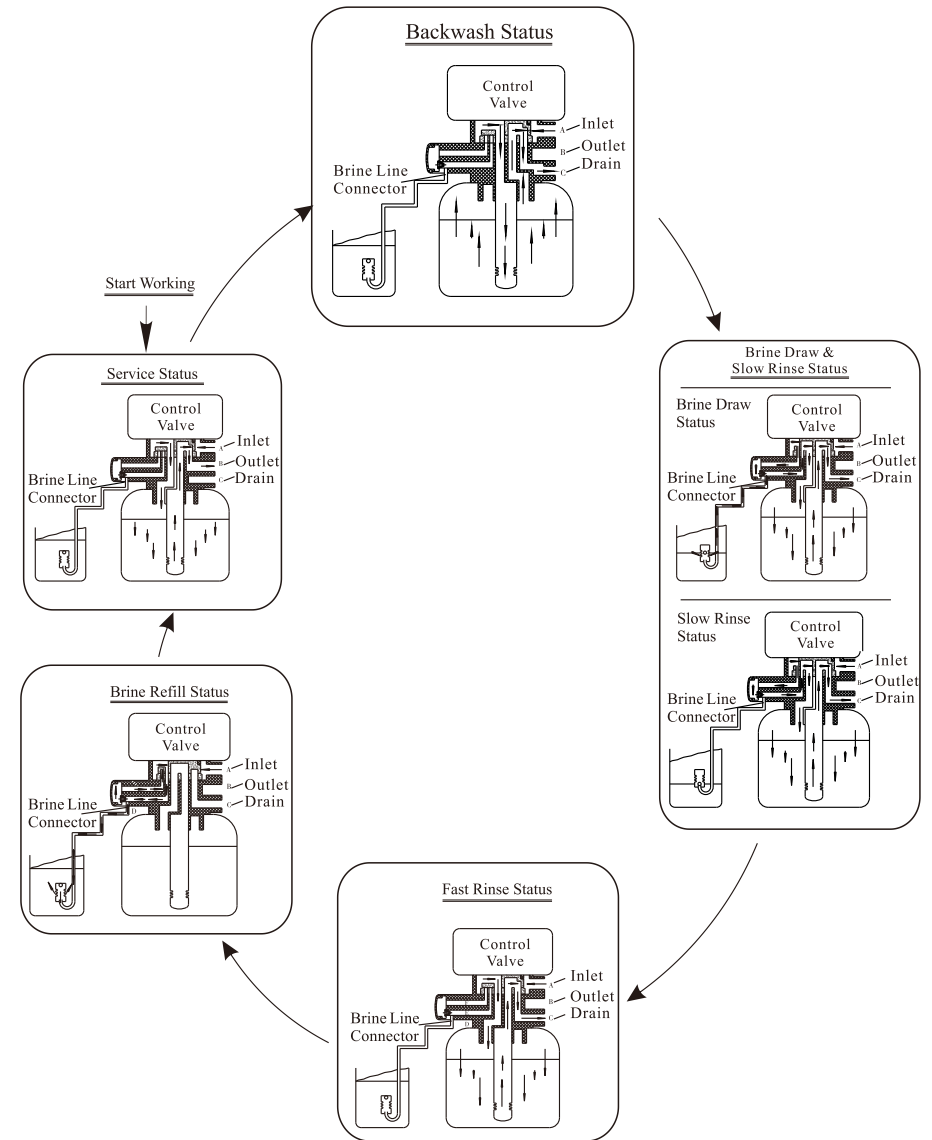 Backwash Status
Control
Valve
A
Inlet
B
Outlet
C
Drain
Brine Line
Connector
Start Working
Service Status
Control
Valve
A
Inlet
B
Outlet
C
Drain
Brine Line
Connector
Brine Draw &
Slow Rinse Status
Brine Draw
Status
Control
Valve
A
Inlet
B
Outlet
C
Drain
Brine Line
Connector
Slow Rinse
Status
Control
Valve
A
Inlet
B
Outlet
C
Drain
Brine Line
Connector
Brine Refill Status
Control
Valve
A
Inlet
B
Outlet
C
Drain
Brine Line
Connector
D
Fast Rinse Status
Control
Valve
A
Inlet
B
Outlet
C
Drain
Brine Line
Connector
D